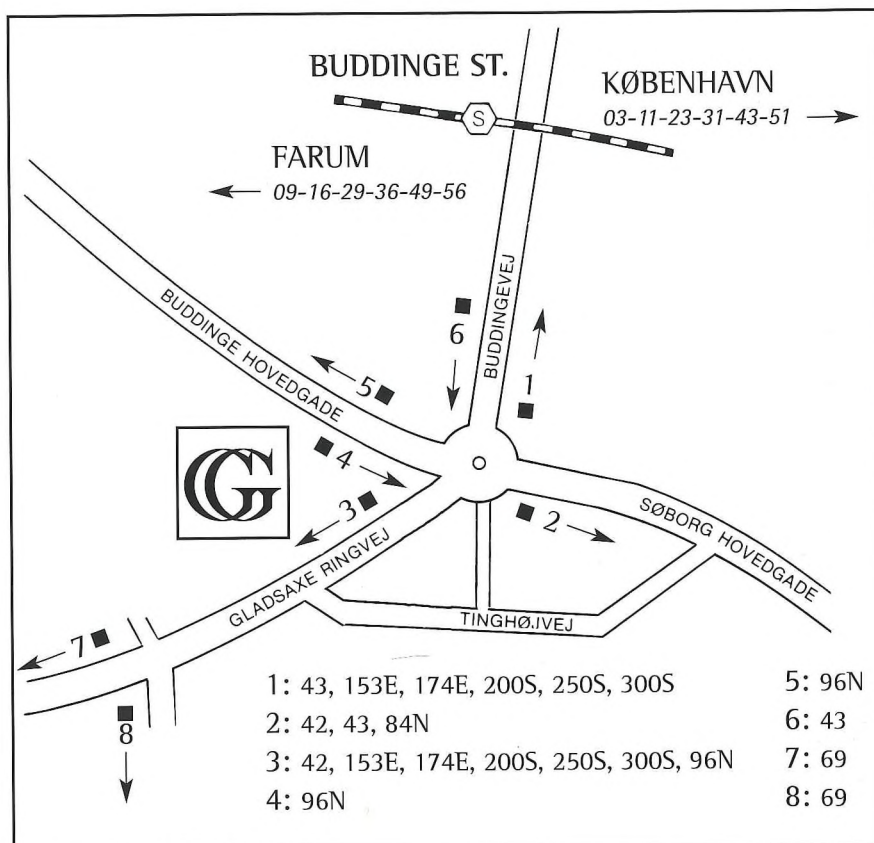 BUDDINGE ST.
KØBENHAVN
03-11-23-31-43-51
S
FARUM
09-16-29-36-49-56
BUDDINGE HOVEDGADE
BUDDINGEVEJ
6
1
5
4
GG
3
2
SØBORG HOVEDGADE
GLADSAXE RINGVEJ
TINGHØJVEJ
7
8
1: 43, 153E, 174E, 200S, 250S, 300S
2: 42, 43, 84N
3: 42, 153E, 174E, 200S, 250S, 300S, 96N
4: 96N
5: 96N
6: 43
7: 69
8: 69